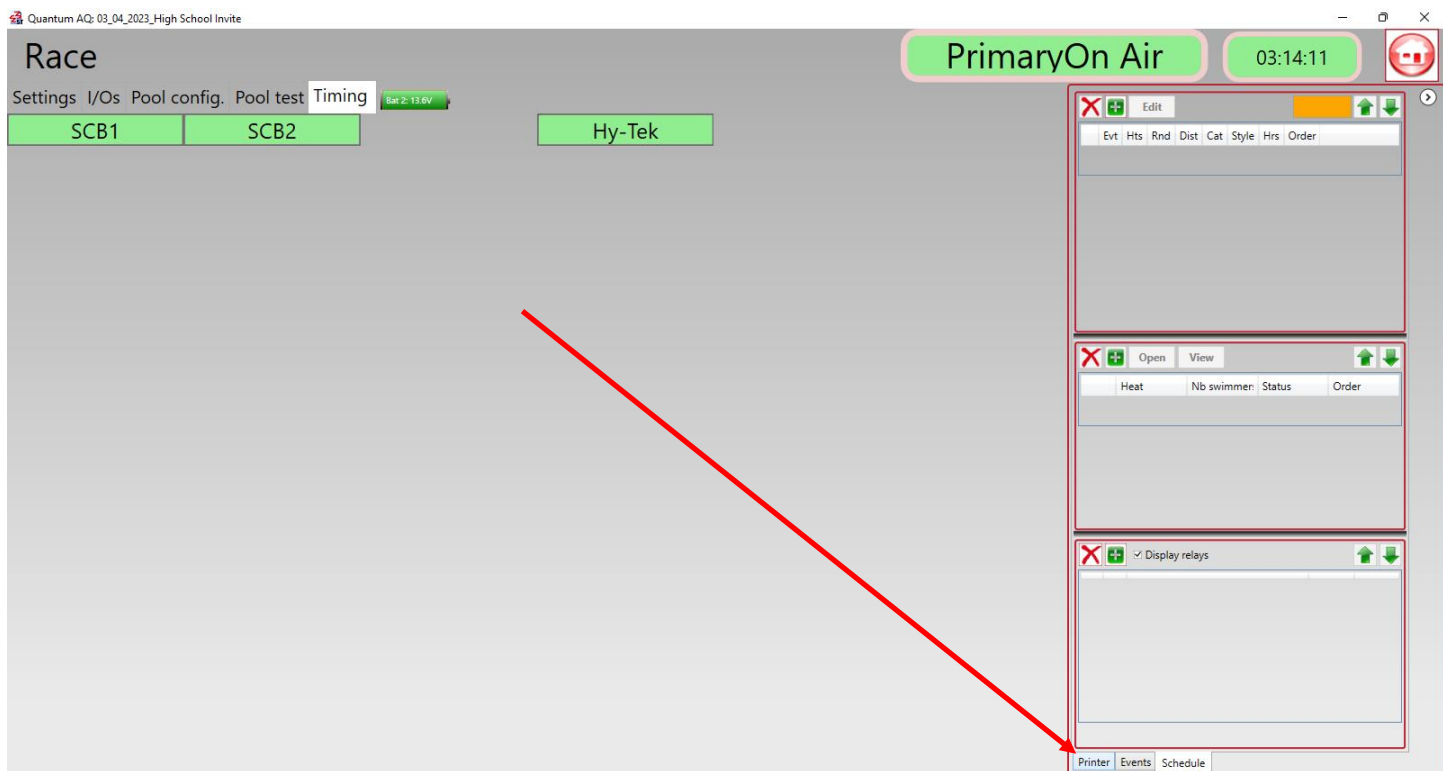 Quantum AQ: 03_04_2023_High School Invite
Race
PrimaryOn Air
03:14:11
Settings I/Os Pool config. Pool test Timing Bat 2: 13.6V
SCB1 SCB2 Hy-Tek
Edit
Evt Hts Rnd Dist Cat Style Hrs Order
Open View
Heat Nb swimmer: Status Order
Display relays
Printer Events Schedule